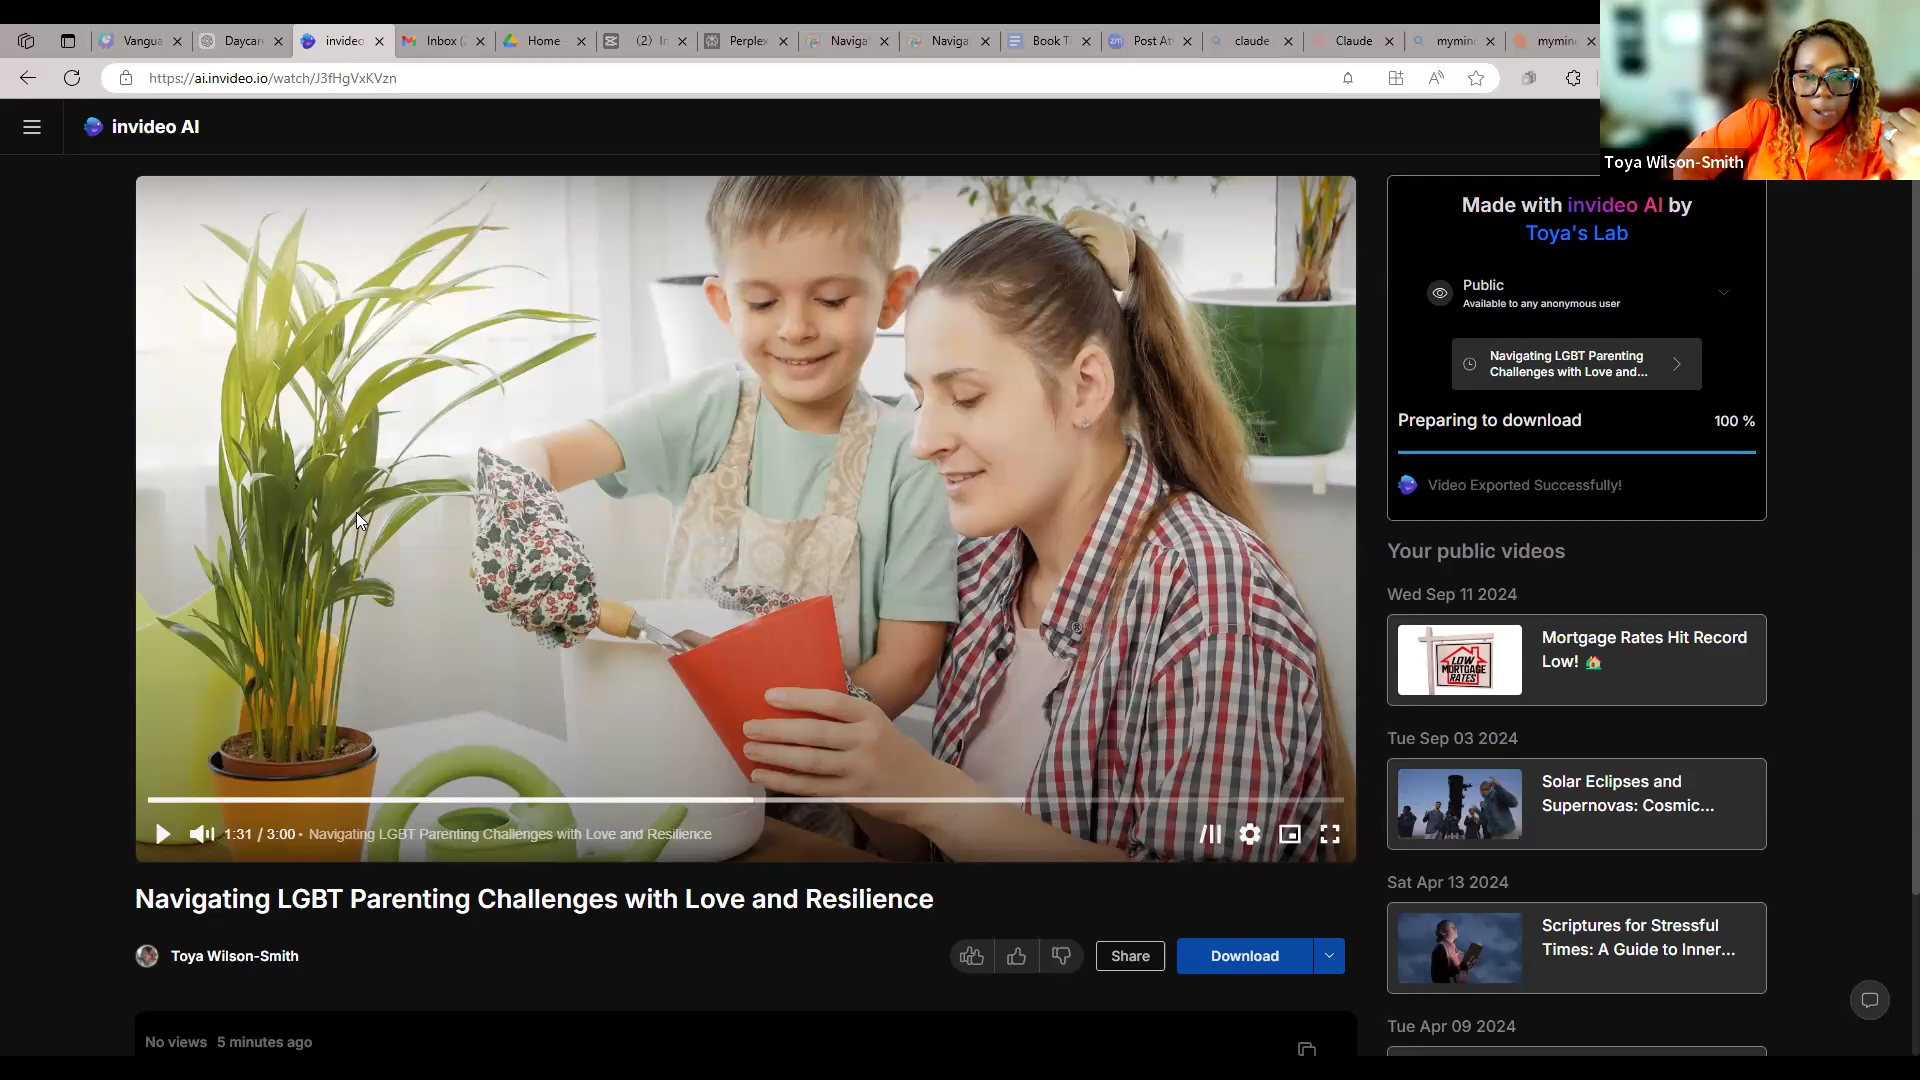 Vangua
Daycar
invideo
Inbox (
Home -
(2) In
Perplex
Naviga
Naviga
Book T
Post At
claude
Claude
mymin
mymin
https://ai.invideo.io/watch/J3fHgVxKVzn
Toya Wilson-Smith
invideo AI
Made with invideo AI by
Toya's Lab
Public
Available to any anonymous user
Navigating LGBT Parenting
Challenges with Love and...
Preparing to download 100 %
Video Exported Successfully!
1:31 / 3:00 • Navigating LGBT Parenting Challenges with Love and Resilience
Navigating LGBT Parenting Challenges with Love and Resilience
Toya Wilson-Smith
Share
Download
No views 5 minutes ago
Your public videos
Wed Sep 11 2024
LOW
MORTGAGE
RATES
Mortgage Rates Hit Record
Low! 🏠
Tue Sep 03 2024
Solar Eclipses and
Supernovas: Cosmic...
Sat Apr 13 2024
Scriptures for Stressful
Times: A Guide to Inner...
Tue Apr 09 2024